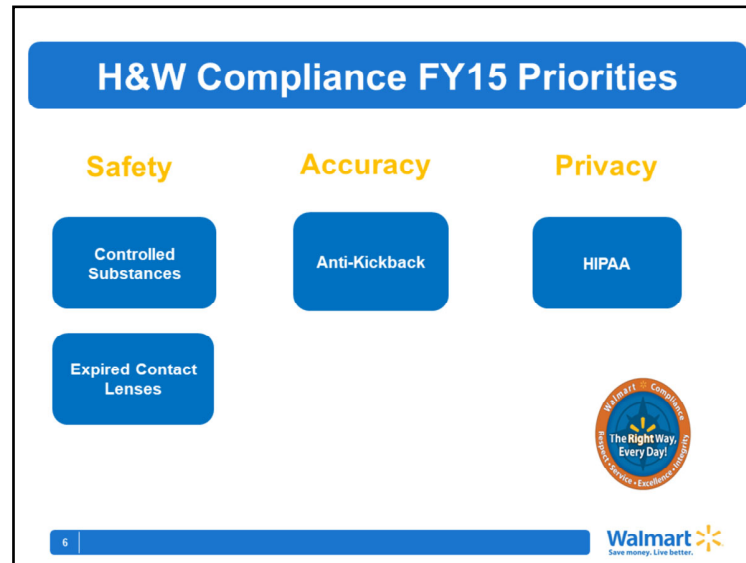 H&W Compliance FY15 Priorities
Safety
Accuracy
Privacy
Controlled
Substances
Anti-Kickback
HIPAA
Expired Contact
Lenses
Walmart Compliance
The Right Way,
Every Day!
Respect • Service • Excellence • Integrity
6
Walmart
Save money. Live better.